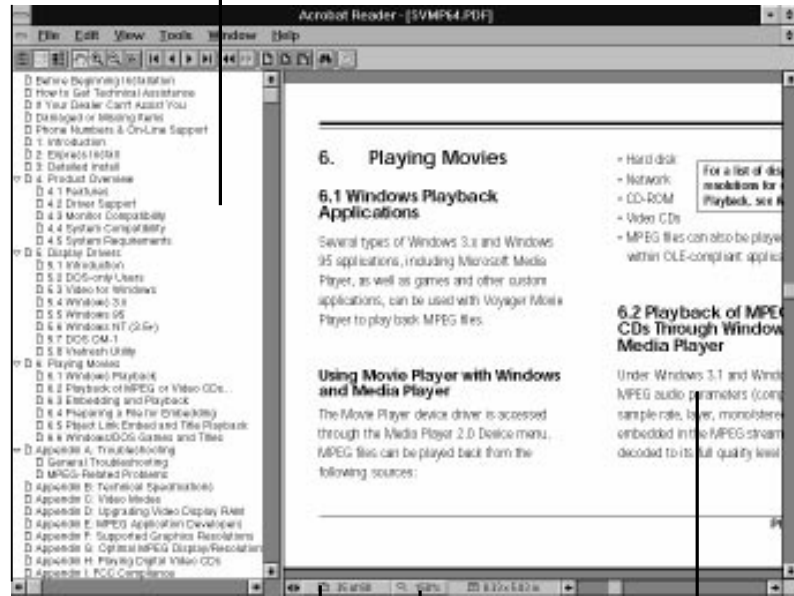 Acrobat Reader - [SVMP64.PDF]
File Edit View Tools Window Help
Before Beginning Installation
How to Get Technical Assistance
If Your Dealer Can't Assist You
Damaged or Missing Items
Phone Numbers & On-Line Support
1: Introduction
2: Express Install
3: Detailed Install
4: Product Overview
4.1 Features
4.2 Driver Support
4.3 Monitor Compatibility
4.4 System Compatibility
4.5 System Requirements
5: Display Drivers
5.1 Introduction
5.2 DOS-only Users
5.3 Video for Windows
5.4 Windows 3.x
5.5 Windows 95
5.6 Windows NT (3.5+)
5.7 DOS OM-1
5.8 Vrefresh Utility
6: Playing Movies
6.1 Windows Playback
6.2 Playback of MPEG or Video CDs...
6.3 Embedding and Playback
6.4 Preparing a File for Embedding
6.5 Object Link Embed and Title Playback
6.6 Windows/DOS Games and Titles
Appendix A: Troubleshooting
General Troubleshooting
MPEG-Related Problems
Appendix B: Technical Specifications
Appendix C: Video Modes
Appendix D: Upgrading Video Display RAM
Appendix E: MPEG Application Developers
Appendix F: Supported Graphics Resolutions
Appendix G: Optimal MPEG Display/Resolution
Appendix H: Playing Digital Video CDs
Appendix I: FCC Compliance
6. Playing Movies
6.1 Windows Playback
Applications
Several types of Windows 3.x and Windows
95 applications, including Microsoft Media
Player, as well as games and other custom
applications, can be used with Voyager Movie
Player to play back MPEG files.
Using Movie Player with Windows
and Media Player
The Movie Player device driver is accessed
through the Media Player 2.0 Device menu.
MPEG files can be played back from the
following sources:
• Hard disk
• Network
• CD-ROM
• Video CDs
• MPEG files can also be playe
within OLE-compliant applic
For a list of dis
resolutions for
Playback, see
6.2 Playback of MPE
CDs Through Window
Media Player
Under Windows 3.1 and Windo
MPEG audio parameters (comp
sample rate, layer, mono/stere
embedded in the MPEG stream
decoded to its full quality level